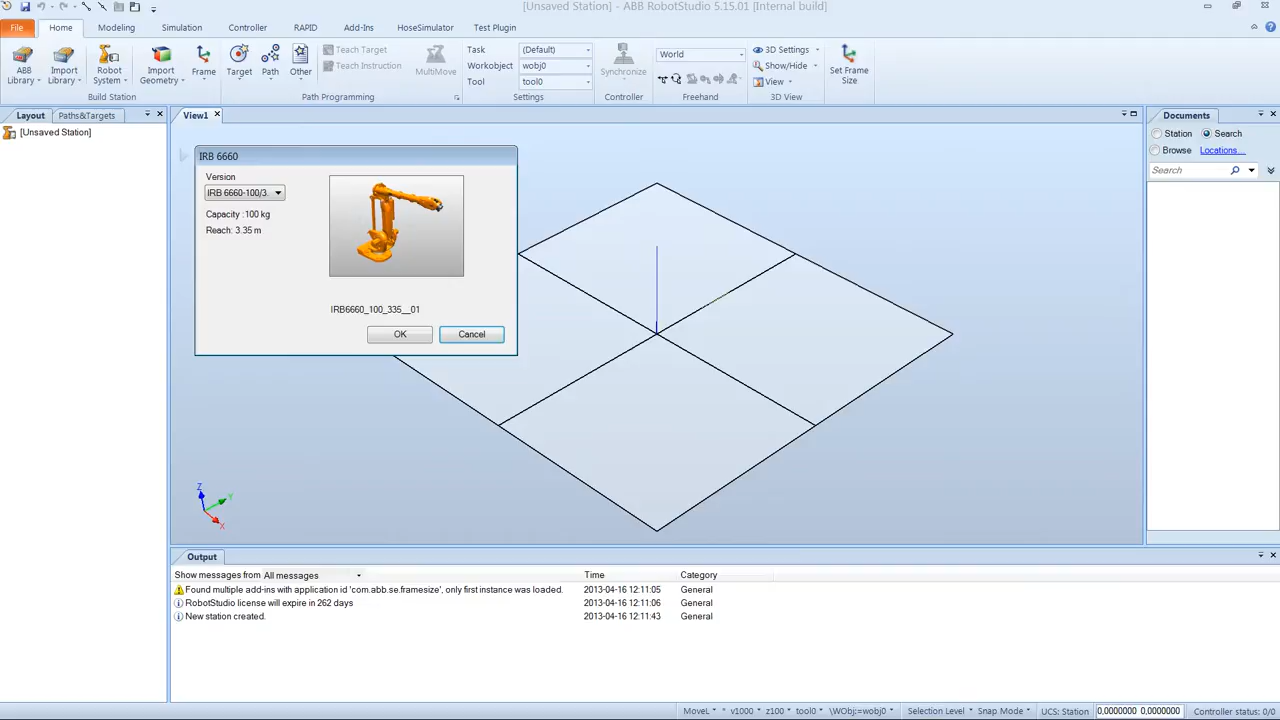 [Unsaved Station] - ABB RobotStudio 5.15.01 [Internal build]
File Home Modeling Simulation Controller RAPID Add-Ins HoseSimulator Test Plugin
ABB Library
Import Library
Robot System
Import Geometry
Frame
Build Station
Target
Path
Other
Teach Target
Teach Instruction
MultiMove
Path Programming
Task (Default)
Workobject wobj0
Tool tool0
Settings
Synchronize
Controller
World
Freehand
3D Settings
Show/Hide
View
3D View
Set Frame Size
Layout Paths&Targets
[Unsaved Station]
View1
IRB 6660
Version
IRB 6660-100/3.
Capacity :100 kg
Reach: 3.35 m
IRB6660_100_335__01
OK Cancel
Z
Y
X
Documents
Station Search
Browse Locations...
Search
Output
Show messages from All messages Time Category
Found multiple add-ins with application id 'com.abb.se.framesize', only first instance was loaded. 2013-04-16 12:11:05 General
RobotStudio license will expire in 262 days 2013-04-16 12:11:06 General
New station created. 2013-04-16 12:11:43 General
MoveL * v1000 z100 tool0 \WObj:=wobj0 Selection Level Snap Mode UCS: Station 0,0000000 0,0000000 Controller status: 0/0